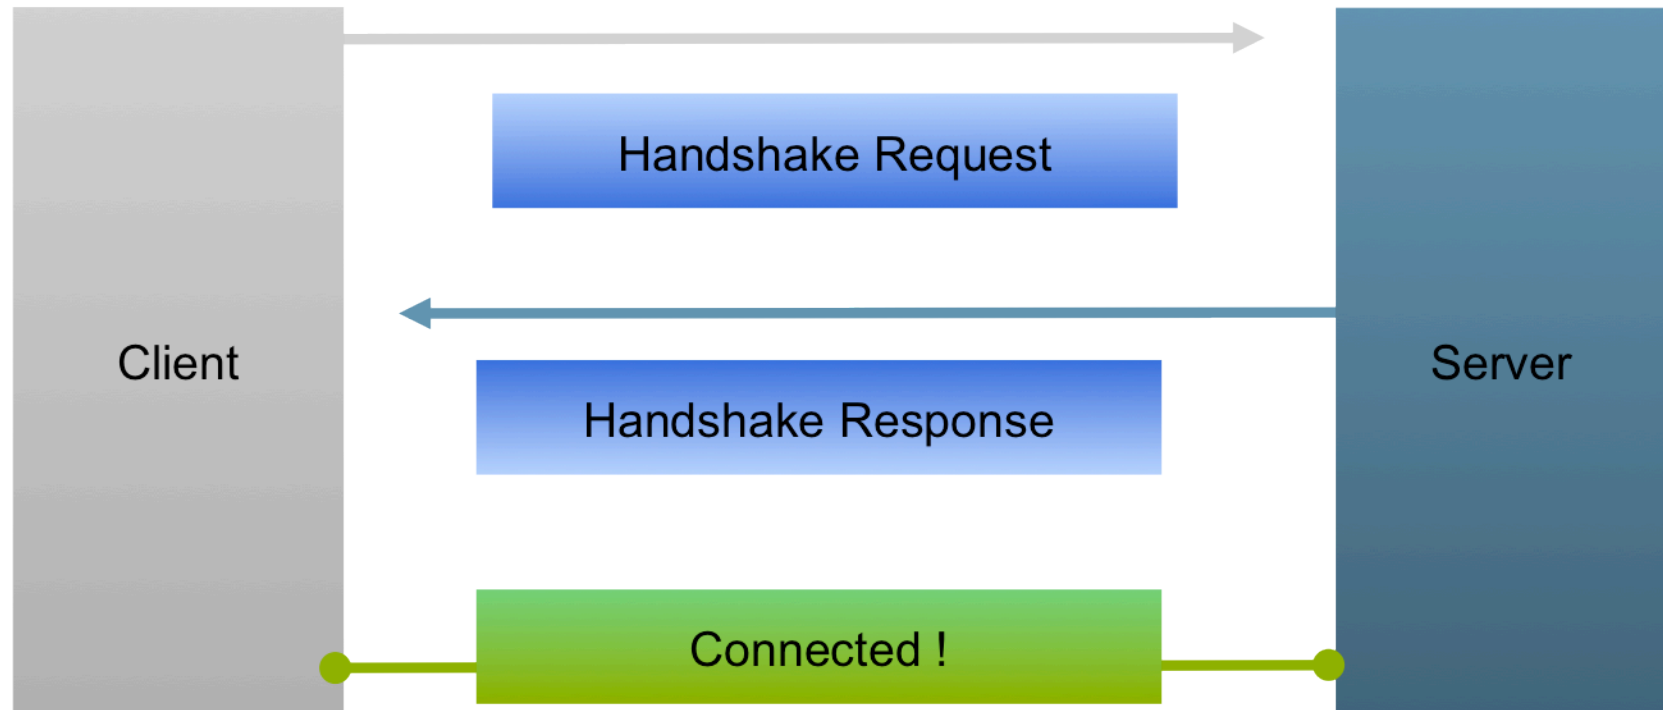 Handshake Request
Client
Server
Handshake Response
Connected !